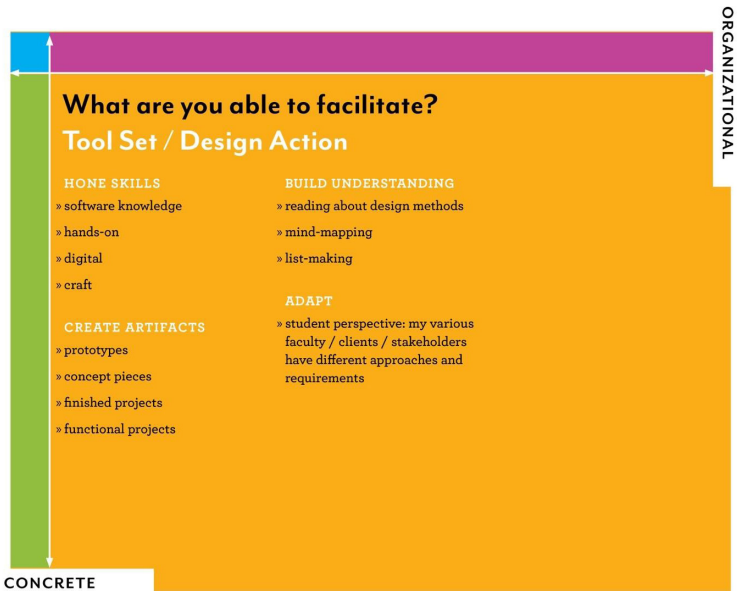 ORGANIZATIONAL
What are you able to facilitate?
Tool Set / Design Action
HONE SKILLS
» software knowledge
» hands-on
» digital
» craft
CREATE ARTIFACTS
» prototypes
» concept pieces
» finished projects
» functional projects
BUILD UNDERSTANDING
» reading about design methods
» mind-mapping
» list-making
ADAPT
» student perspective: my various
faculty / clients / stakeholders
have different approaches and
requirements
CONCRETE